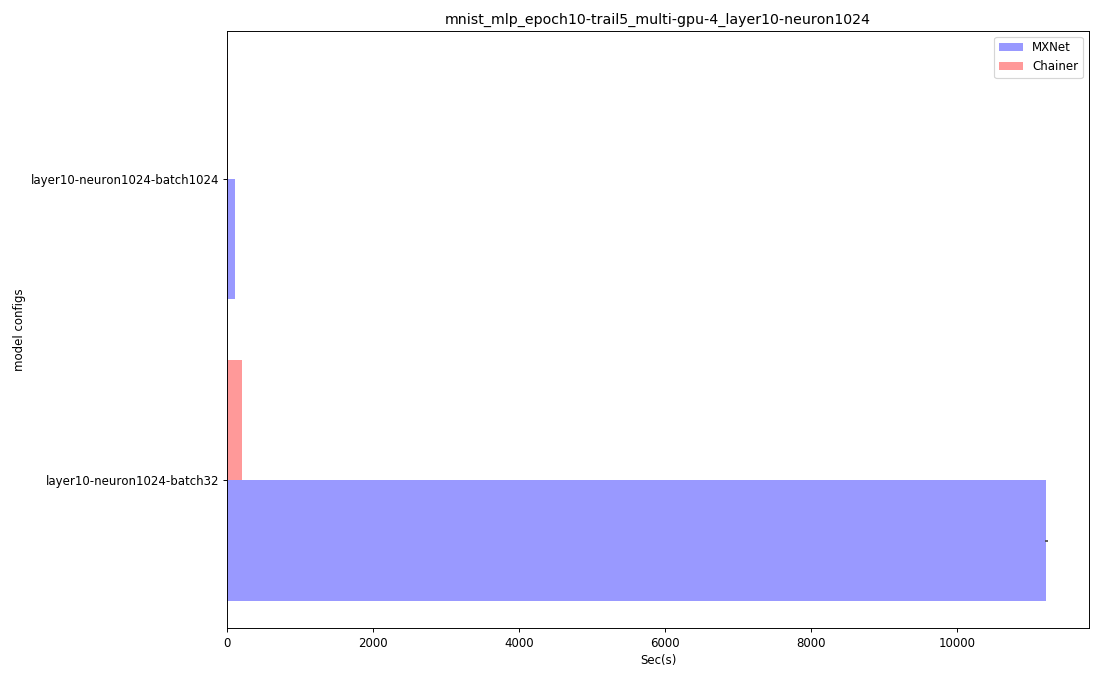 mnist_mlp_epoch10-trail5_multi-gpu-4_layer10-neuron1024
MXNet
Chainer
layer10-neuron1024-batch1024
model configs
layer10-neuron1024-batch32
0 2000 4000 6000 8000 10000
Sec(s)